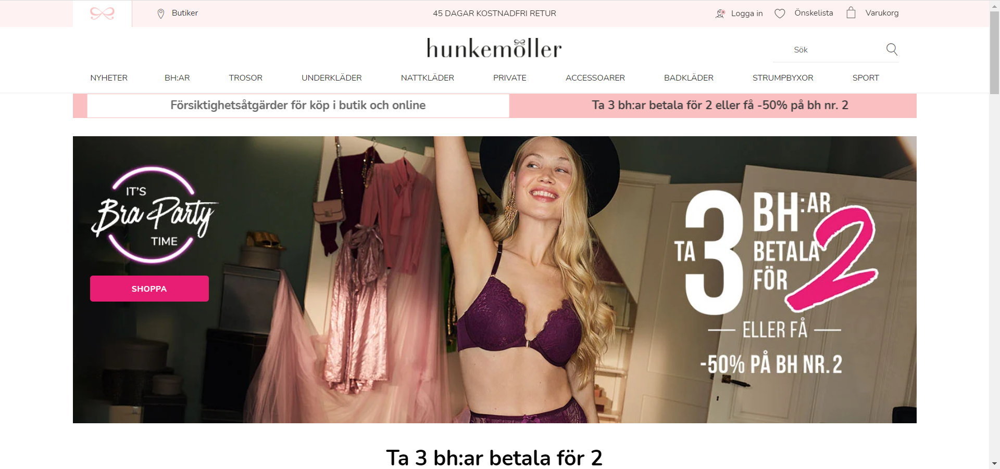 Butiker
45 DAGAR KOSTNADFRI RETUR
Logga in
Önskelista
Varukorg
hunkemöller
Sök
NYHETER
BH:AR
TROSOR
UNDERKLÄDER
NATTKLÄDER
PRIVATE
ACCESSOARER
BADKLÄDER
STRUMPBYXOR
SPORT
Försiktighetsåtgärder för köp i butik och online
Ta 3 bh:ar betala för 2 eller få -50% på bh nr. 2
IT'S
Bra Party
TIME
SHOPPA
TA 3 BH:AR
BETALA
FÖR 2
ELLER FÅ
-50% PÅ BH NR. 2
Ta 3 bh:ar betala för 2